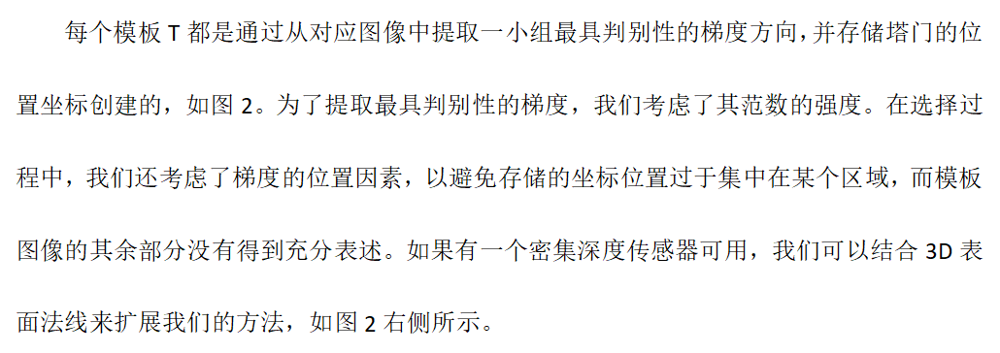 每个模板 T 都是通过从对应图像中提取一小组最具判别性的梯度方向，并存储塔门的位
置坐标创建的，如图 2。为了提取最具判别性的梯度，我们考虑了其范数的强度。在选择过
程中，我们还考虑了梯度的位置因素，以避免存储的坐标位置过于集中在某个区域，而模板
图像的其余部分没有得到充分表述。如果有一个密集深度传感器可用，我们可以结合 3D 表
面法线来扩展我们的方法，如图 2 右侧所示。